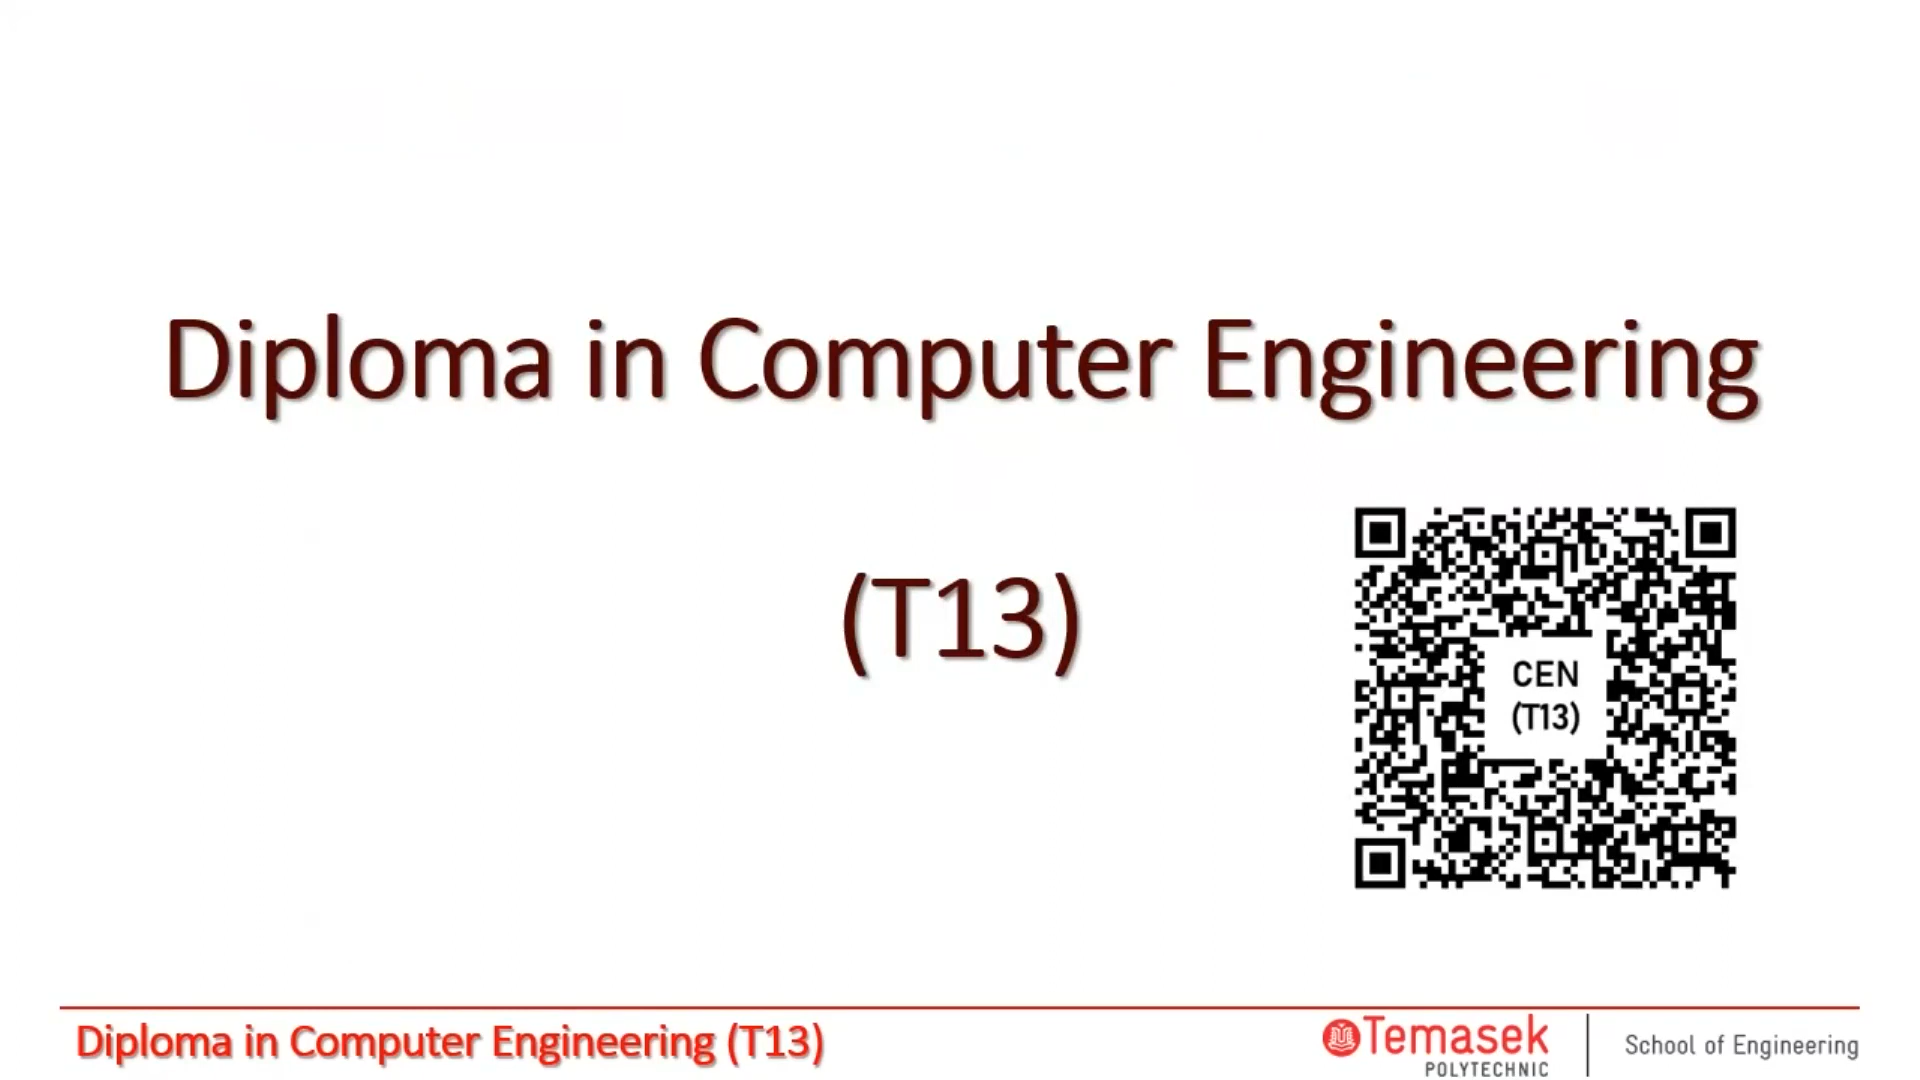 Diploma in Computer Engineering
(T13)
CEN
(T13)
Diploma in Computer Engineering (T13)
Temasek
POLYTECHNIC
School of Engineering